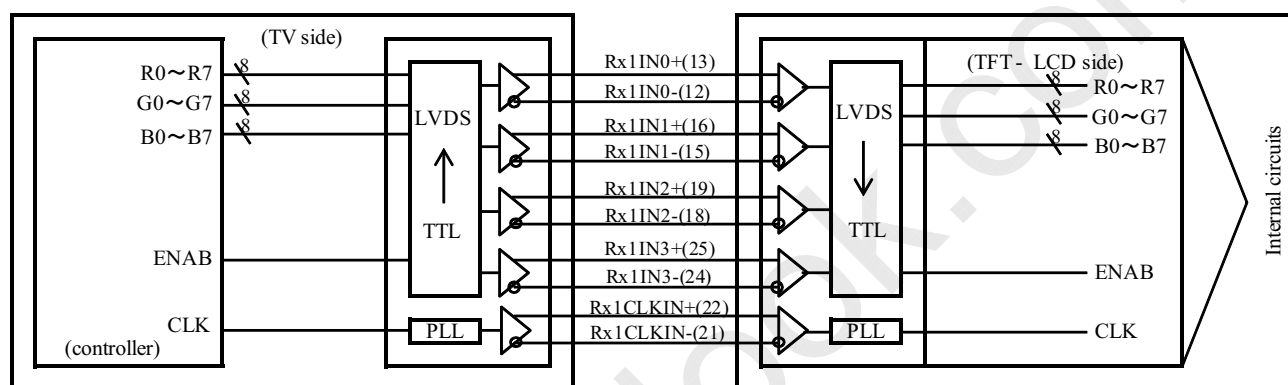 (TV side)
R0～R7
8
G0～G7
8
B0～B7
8
ENAB
CLK
(controller)
LVDS
TTL
PLL
Rx1IN0+(13)
Rx1IN0-(12)
Rx1IN1+(16)
Rx1IN1-(15)
Rx1IN2+(19)
Rx1IN2-(18)
Rx1IN3+(25)
Rx1IN3-(24)
Rx1CLKIN+(22)
Rx1CLKIN-(21)
LVDS
TTL
PLL
(TFT - LCD side)
8
R0～R7
8
G0～G7
8
B0～B7
ENAB
CLK
Internal circuits